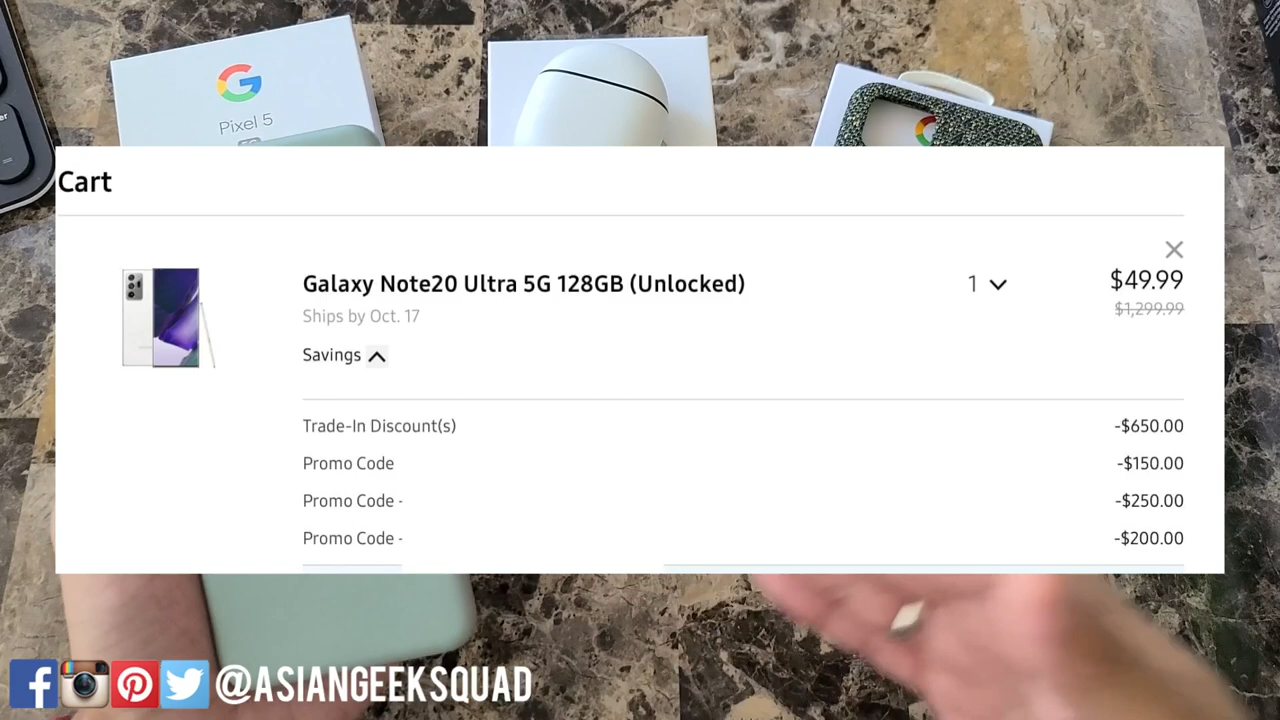 G
Pixel 5
Cart
Galaxy Note20 Ultra 5G 128GB (Unlocked)
1
$49.99
$1,299.99
Ships by Oct. 17
Savings
Trade-In Discount(s)
-$650.00
Promo Code
-$150.00
Promo Code -
-$250.00
Promo Code -
-$200.00
@ASIANGEEKSQUAD